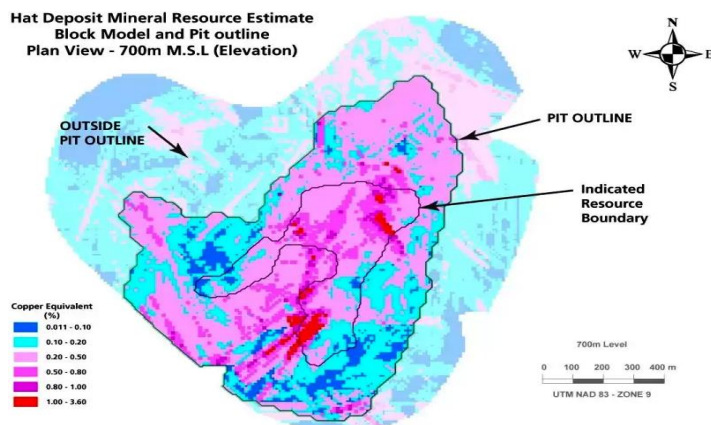 Hat Deposit Mineral Resource Estimate
Block Model and Pit outline
Plan View - 700m M.S.L (Elevation)
N
W E
S
OUTSIDE
PIT OUTLINE
PIT OUTLINE
Indicated
Resource
Boundary
Copper Equivalent
(%)
0.011 - 0.10
0.10 - 0.20
0.20 - 0.50
0.50 - 0.80
0.80 - 1.00
1.00 - 3.60
700m Level
0 100 200 300 400 m
UTM NAD 83 - ZONE 9